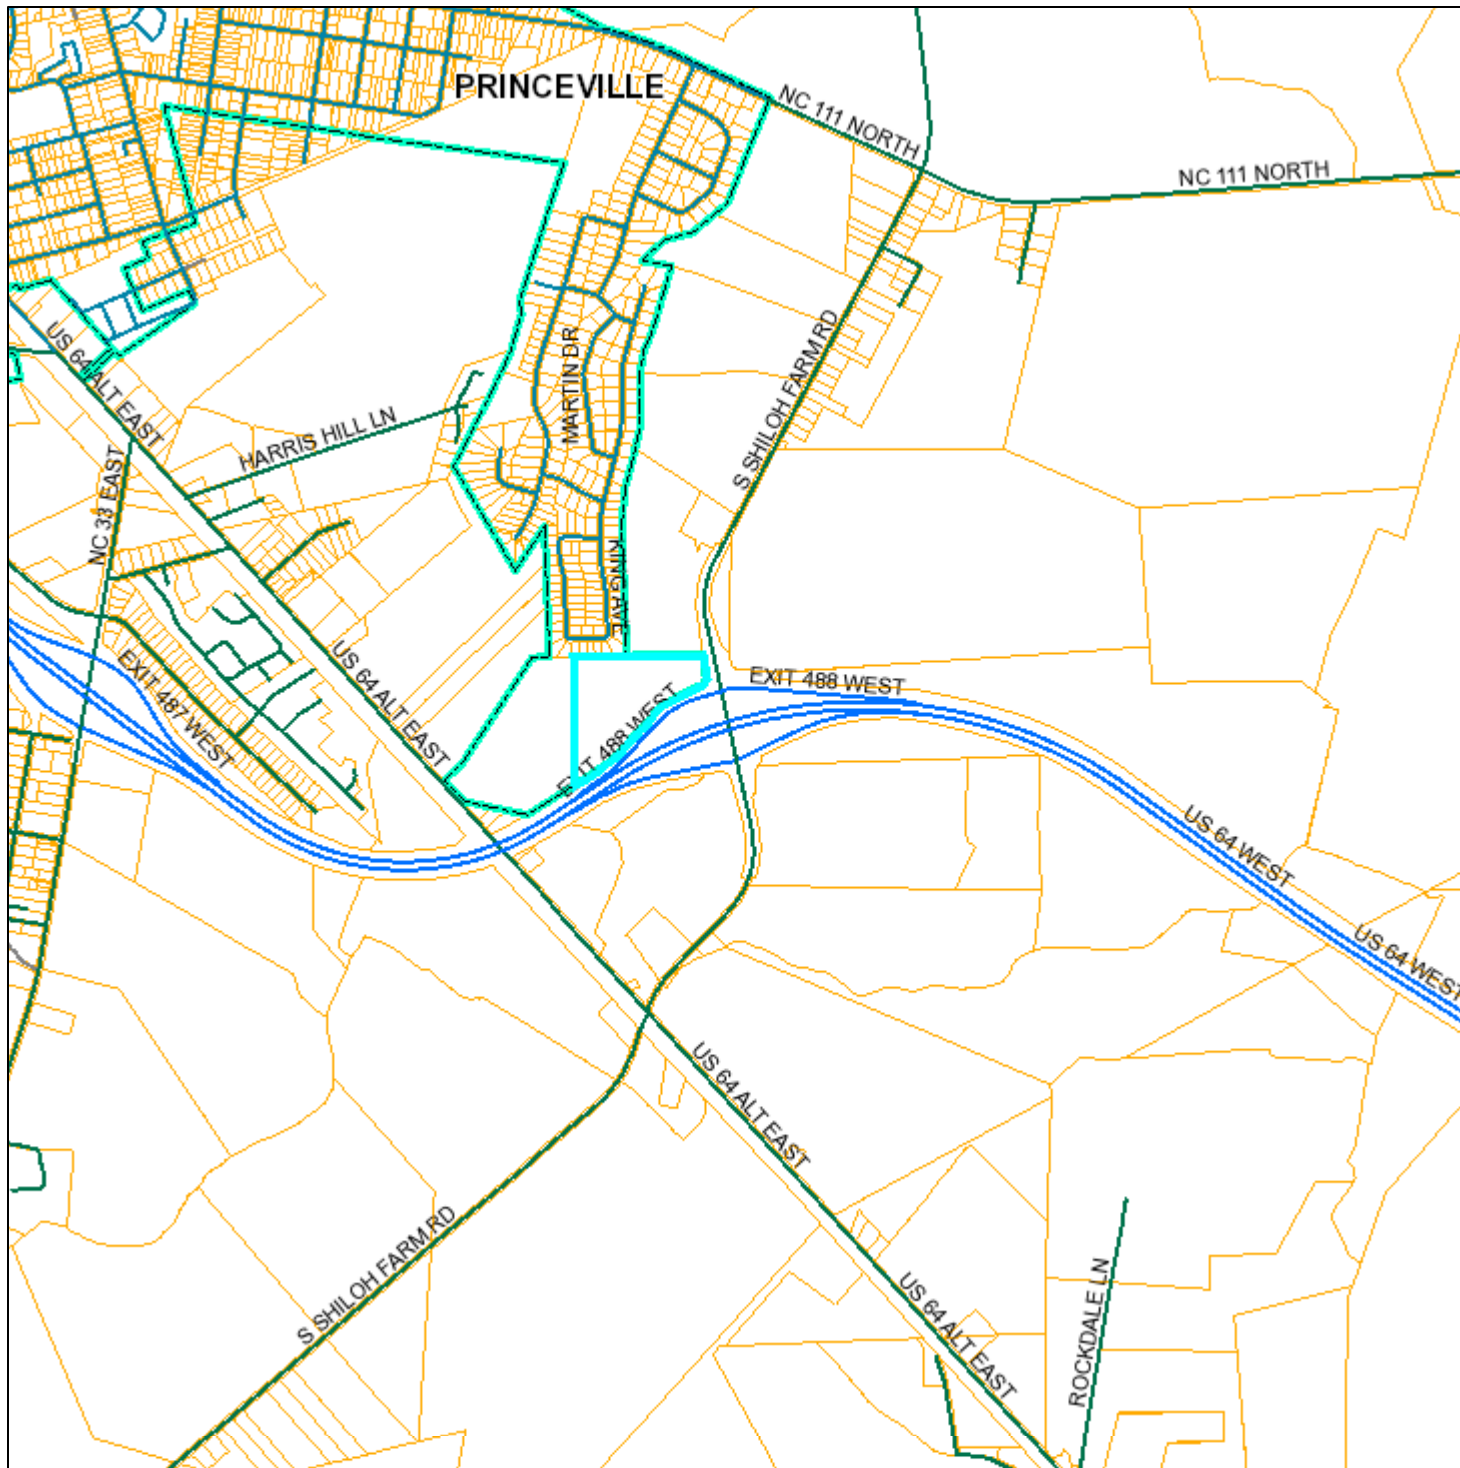 PRINCEVILLE
NC 111 NORTH
NC 111 NORTH
US 64 ALT EAST
MARTIN DR
S SHILOH FARM RD
HARRIS HILL LN
NC 33 EAST
KING AVE
US 64 ALT EAST
EXIT 487 WEST
EXIT 488 WEST
EXIT 488 WEST
US 64 WEST
US 64 WEST
US 64 ALT EAST
S SHILOH FARM RD
US 64 ALT EAST
ROCKDALE LN